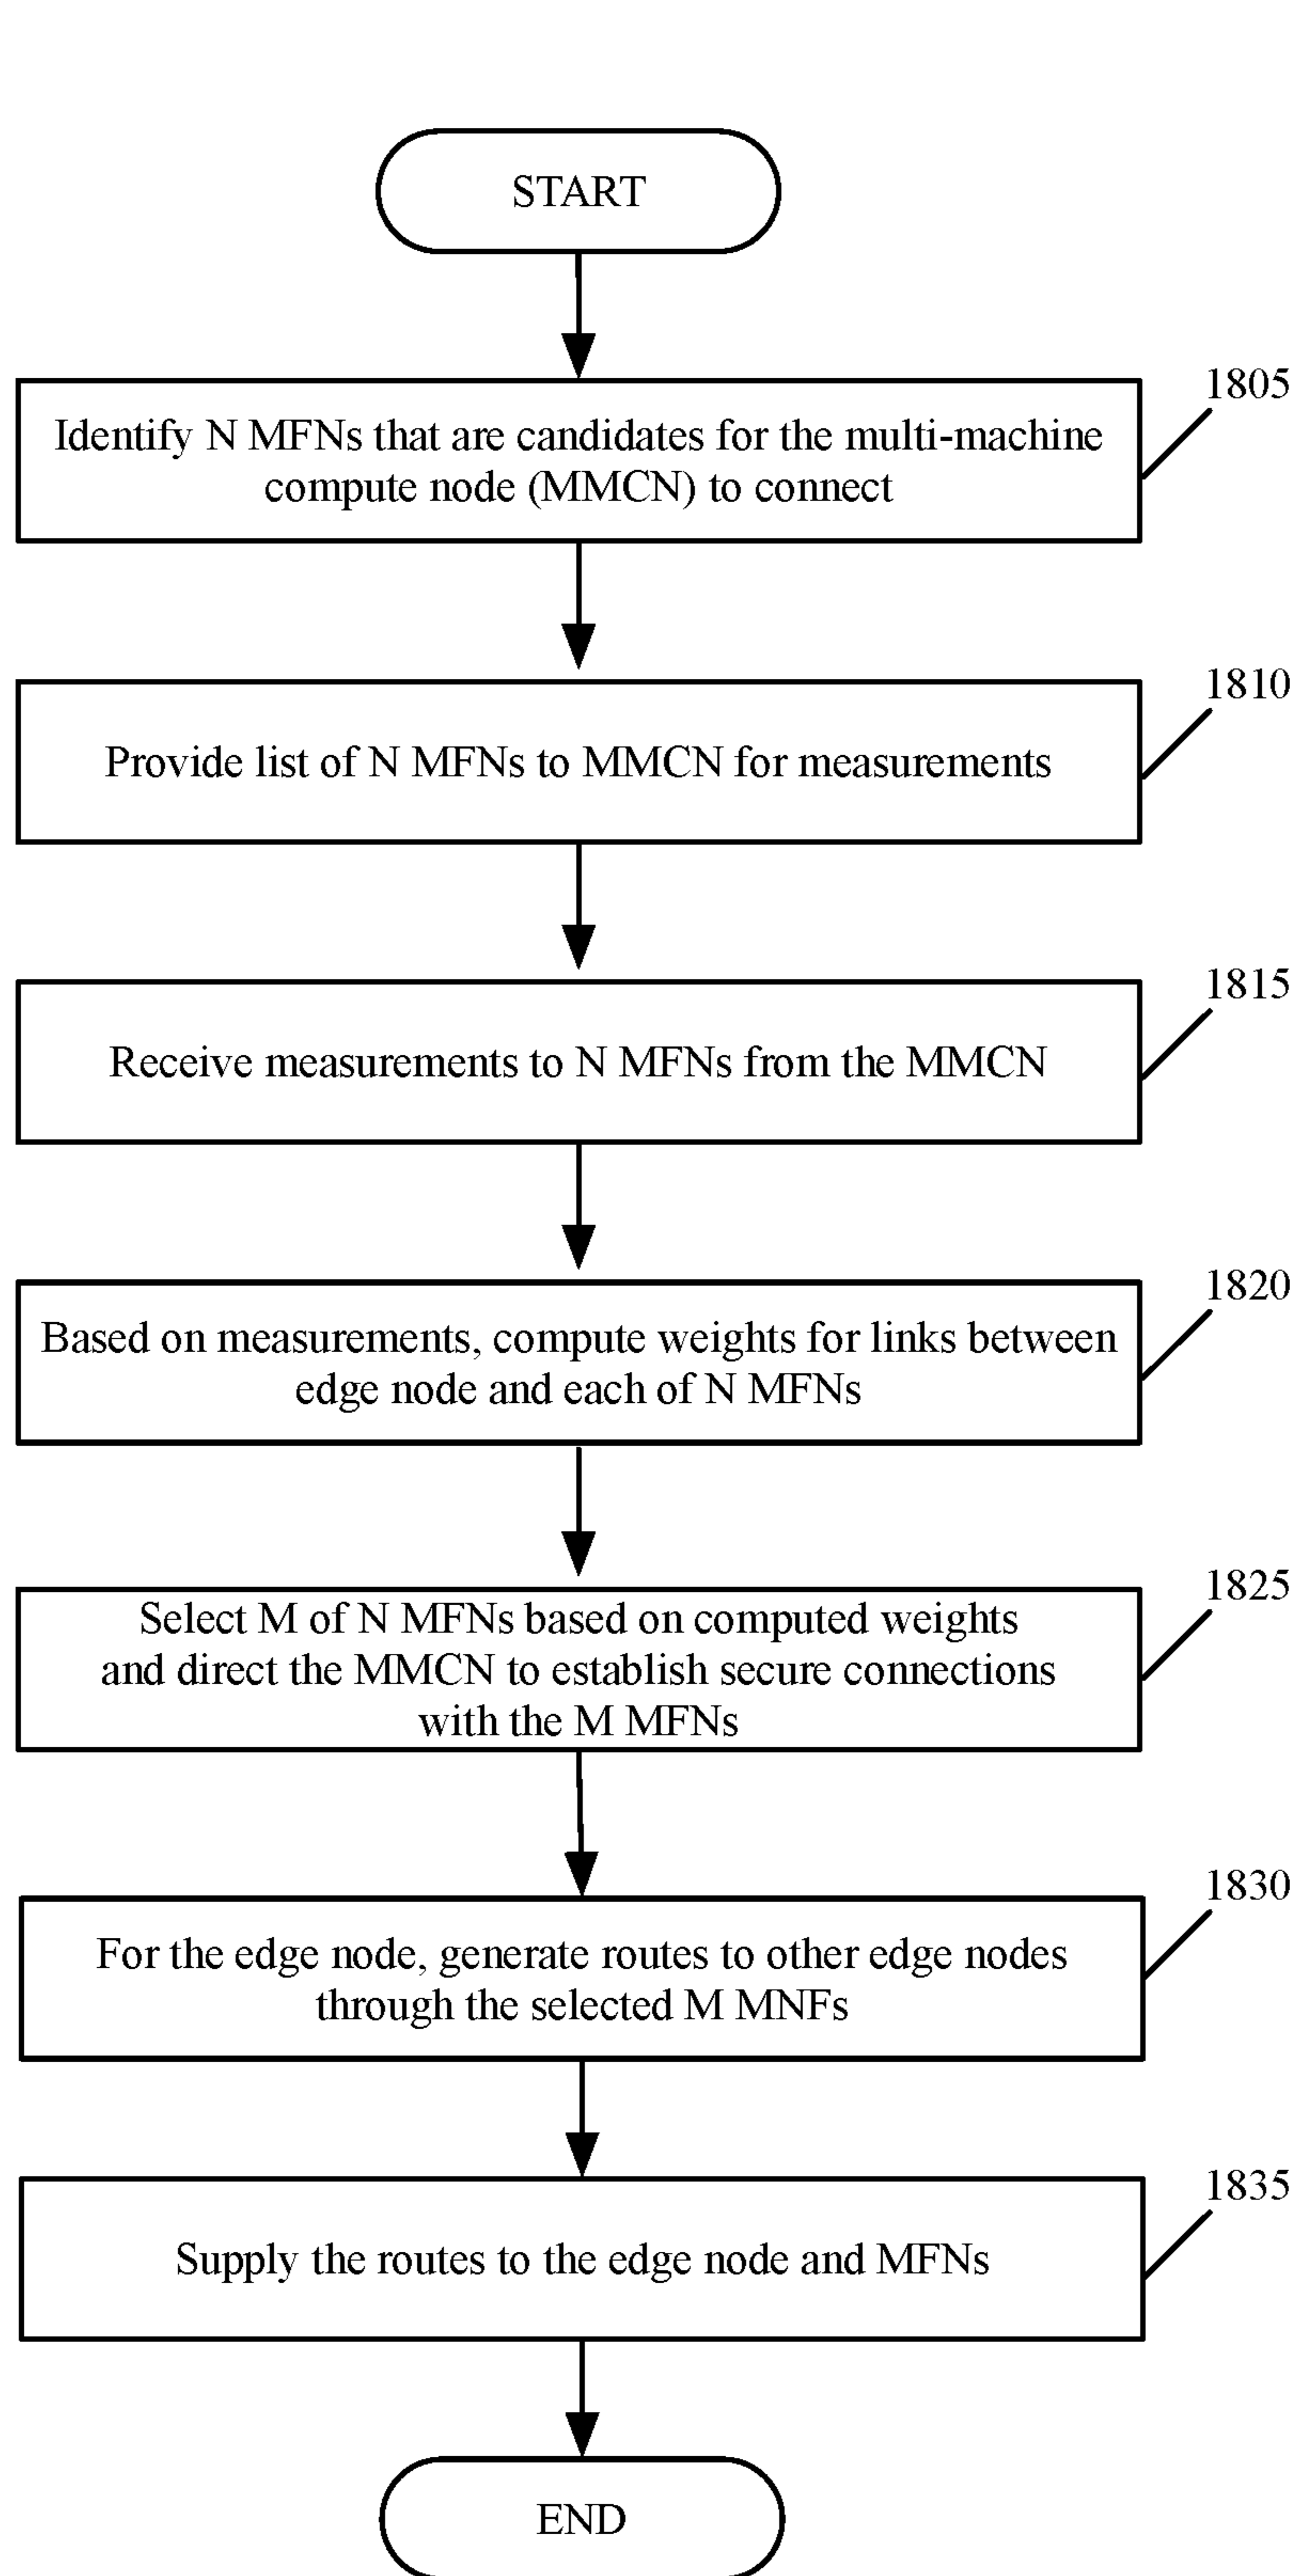 START
1805
Identify N MFNs that are candidates for the multi-machine
compute node (MMCN) to connect
1810
Provide list of N MFNs to MMCN for measurements
1815
Receive measurements to N MFNs from the MMCN
1820
Based on measurements, compute weights for links between
edge node and each of N MFNs
1825
Select M of N MFNs based on computed weights
and direct the MMCN to establish secure connections
with the M MFNs
1830
For the edge node, generate routes to other edge nodes
through the selected M MNFs
1835
Supply the routes to the edge node and MFNs
END